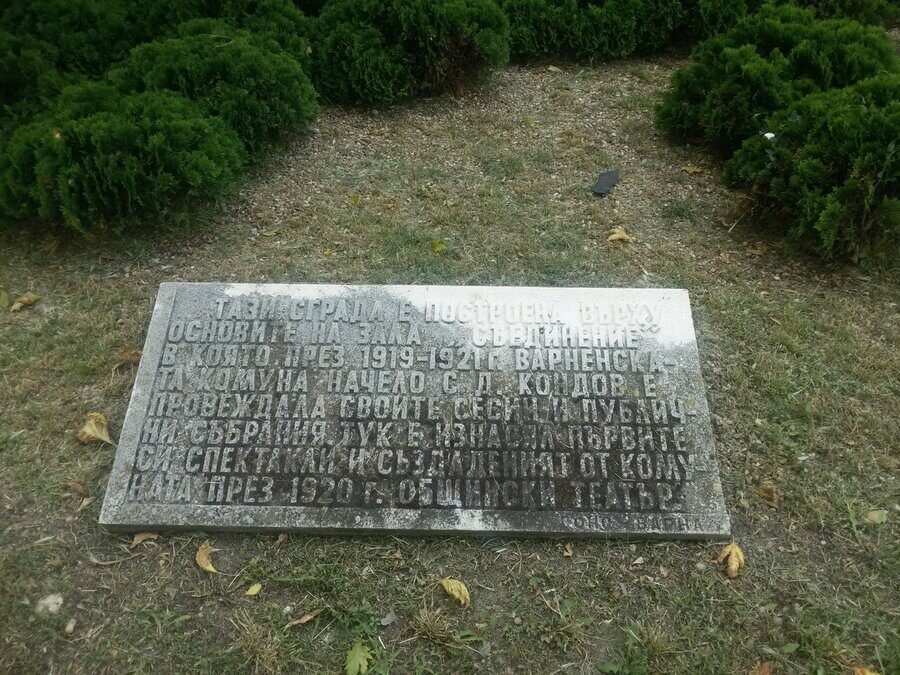 ТАЗИ СГРАДА Е ПОСТРОЕНА ВЪРХУ
ОСНОВИТЕ НА ЗАЛА „СЪЕДИНЕНИЕ"
В КОЯТО ПРЕЗ 1919-1921 Г. ВАРНЕНСКА-
ТА КОМУНА НАЧЕЛО С Д. КОНДОВ Е
ПРОВЕЖДАЛА СВОИТЕ СЕСИИ И ПУБЛИЧ-
НИ СЪБРАНИЯ. ТУК Е ИЗНАСЯЛ ПЪРВИТЕ
СИ СПЕКТАКЛИ И СЪЗДАДЕНИЯТ ОТ КОМУ-
НАТА ПРЕЗ 1920 Г. ОБЩИНСКИ ТЕАТЪР.
ВАРНА